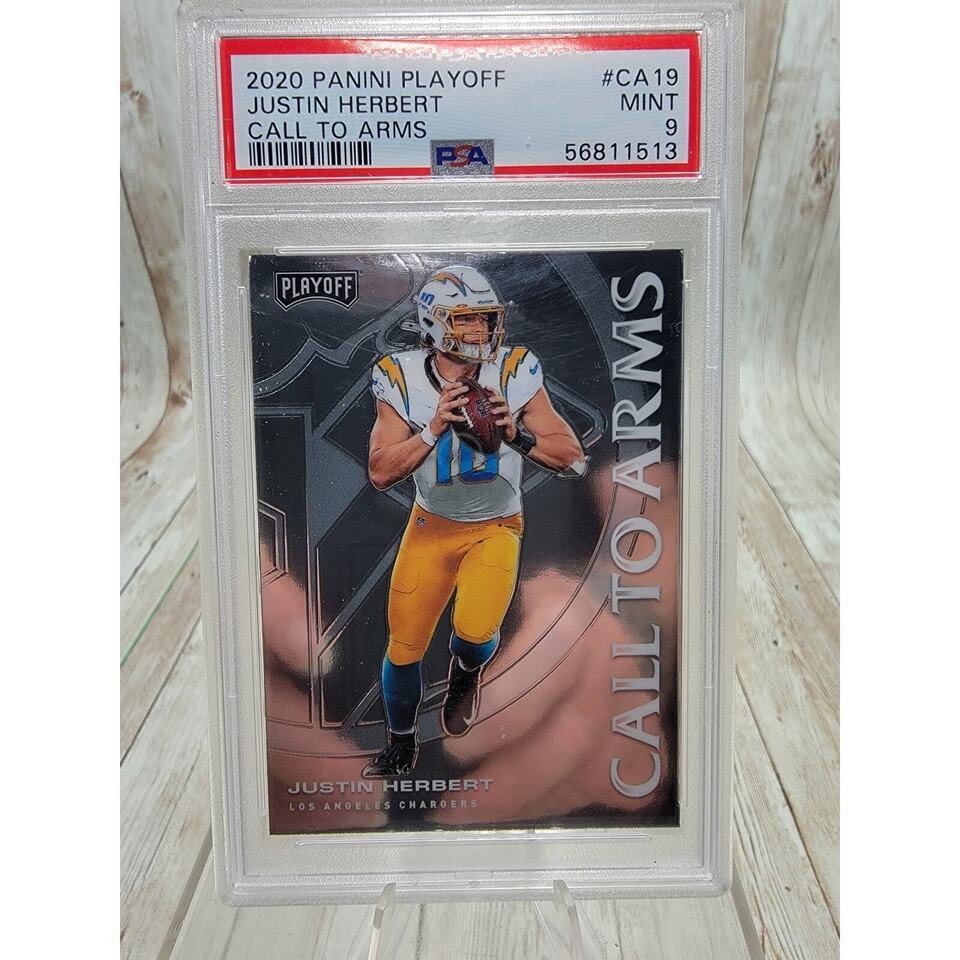 2020 PANINI PLAYOFF #CA19
JUSTIN HERBERT MINT
CALL TO ARMS 9
PSA 56811513
PLAYOFF
10
CALL TO ARMS
JUSTIN HERBERT
LOS ANGELES CHARGERS